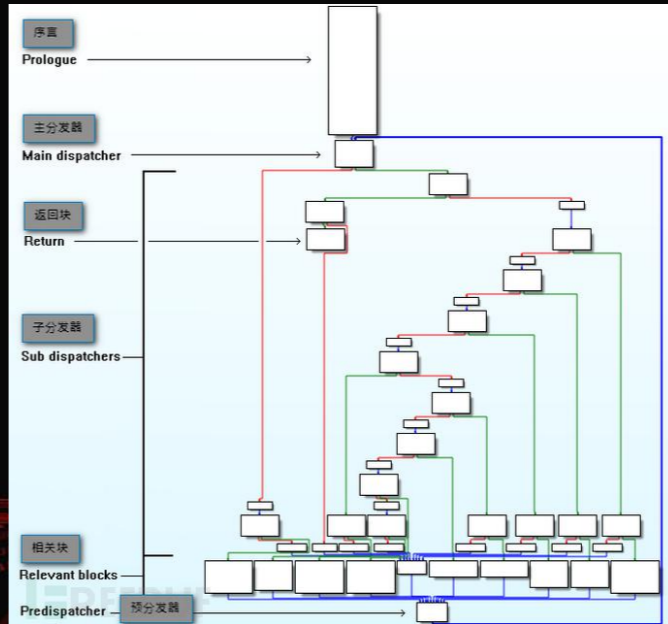 序言
Prologue
主分发器
Main dispatcher
返回块
Return
子分发器
Sub dispatchers
相关块
Relevant blocks
Predispatcher 预分发器